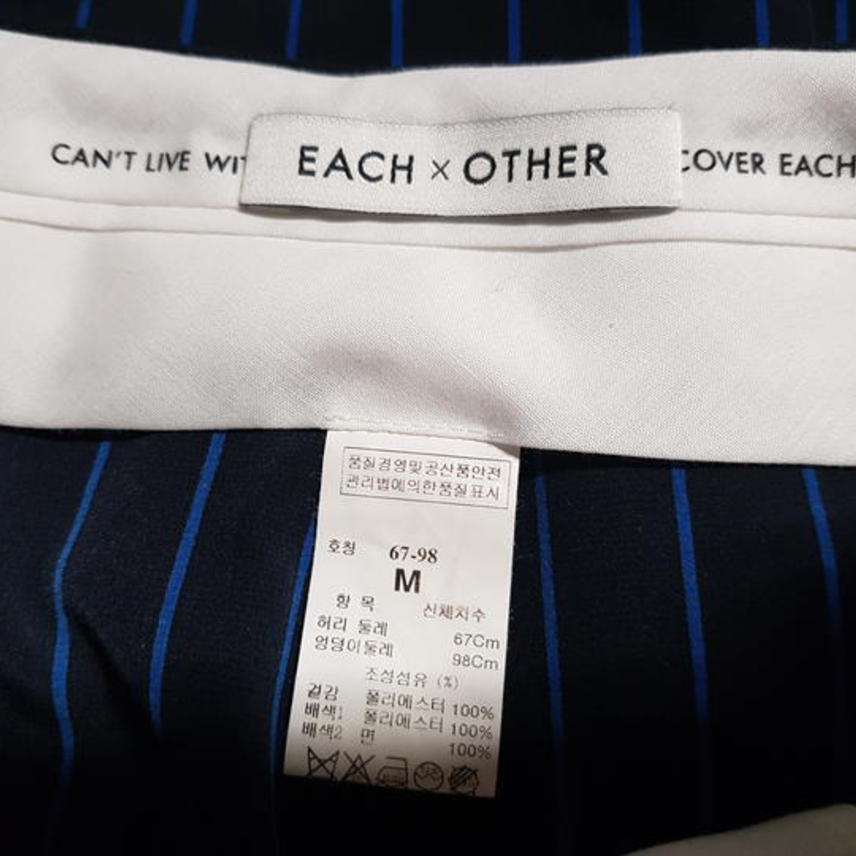 CAN'T LIVE WIT EACH × OTHER COVER EACH
품질경영및공산품안전
관리법에의한품질표시
호칭 67-98
M
항 목 신체치수
허리 둘레 67Cm
엉덩이둘레 98Cm
조성섬유 (%)
겉감 폴리에스터 100%
배색1 폴리에스터 100%
배색2 면 100%